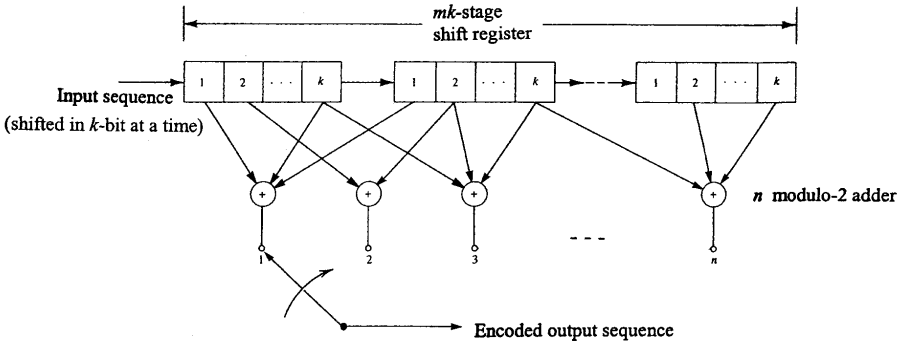 mk-stage
shift register
1 2 · · · k 1 2 · · · k 1 2 · · · k
Input sequence
(shifted in k-bit at a time)
+ + + +
n modulo-2 adder
1 2 3 n
Encoded output sequence